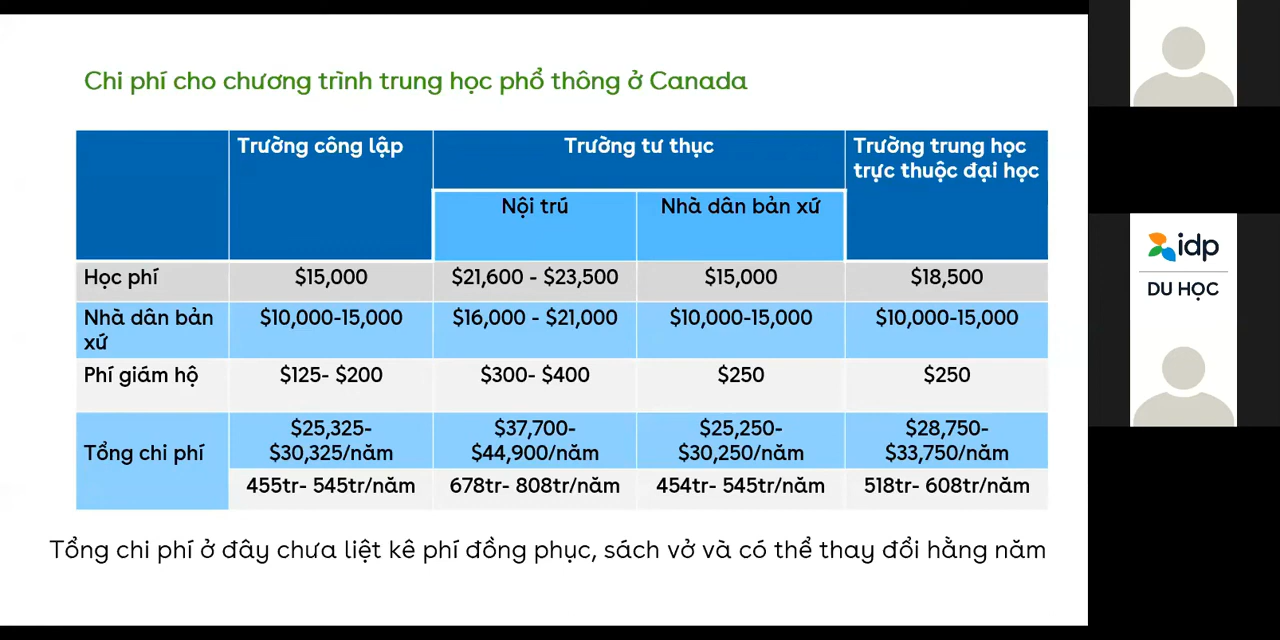 Chi phí cho chương trình trung học phổ thông ở Canada
Trường công lập
Trường tư thục
Trường trung học
trực thuộc đại học
Nội trú
Nhà dân bản xứ
Học phí
$15,000
$21,600 - $23,500
$15,000
$18,500
Nhà dân bản
xứ
$10,000-15,000
$16,000 - $21,000
$10,000-15,000
$10,000-15,000
Phí giám hộ
$125- $200
$300- $400
$250
$250
Tổng chi phí
$25,325-
$30,325/năm
$37,700-
$44,900/năm
$25,250-
$30,250/năm
$28,750-
$33,750/năm
455tr- 545tr/năm
678tr- 808tr/năm
454tr- 545tr/năm
518tr- 608tr/năm
Tổng chi phí ở đây chưa liệt kê phí đồng phục, sách vở và có thể thay đổi hằng năm
idp
DU HỌC